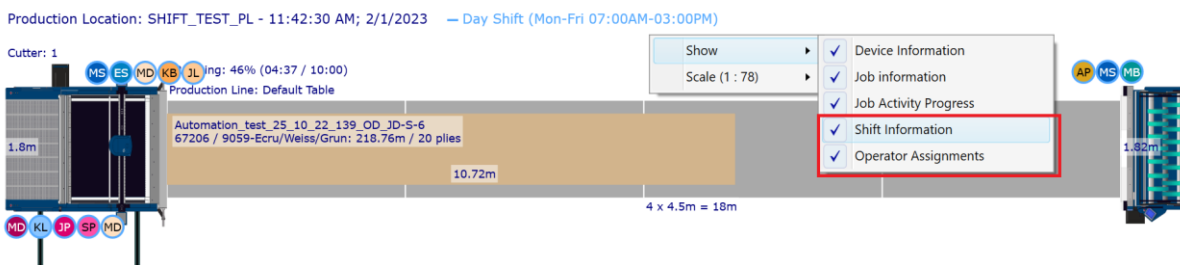 Production Location: SHIFT_TEST_PL - 11:42:30 AM; 2/1/2023 — Day Shift (Mon-Fri 07:00AM-03:00PM)
Cutter: 1
MS ES MD KB JL ing: 46% (04:37 / 10:00)
Production Line: Default Table
Show
Scale (1 : 78)
Device Information
Job information
Job Activity Progress
Shift Information
Operator Assignments
AP MS MB
Automation_test_25_10_22_139_OD_JD-S-6
67206 / 9059-Ecru/Weiss/Grun: 218.76m / 20 plies
1.8m
10.72m
1.82m
4 x 4.5m = 18m
MD KL JP SP MD